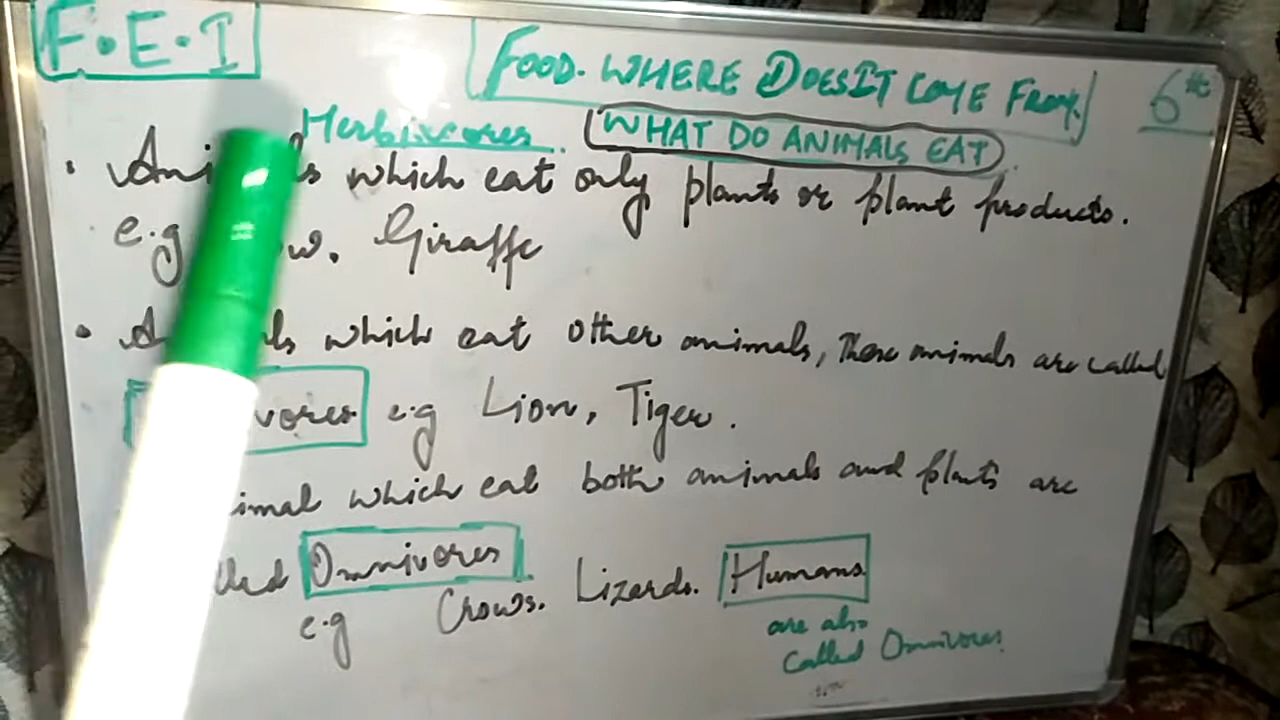 F.E.I
FOOD. WHERE DOES IT COME FROM.
6th
Herbivores. WHAT DO ANIMALS EAT
• which eat only plants or plant products.
e.g Giraffe
• which eat other animals, These animals are called
e.g Lion, Tiger.
which eat both animals and plants are
Omnivores
e.g Crows. Lizards. Humans
are also
called Omnivores